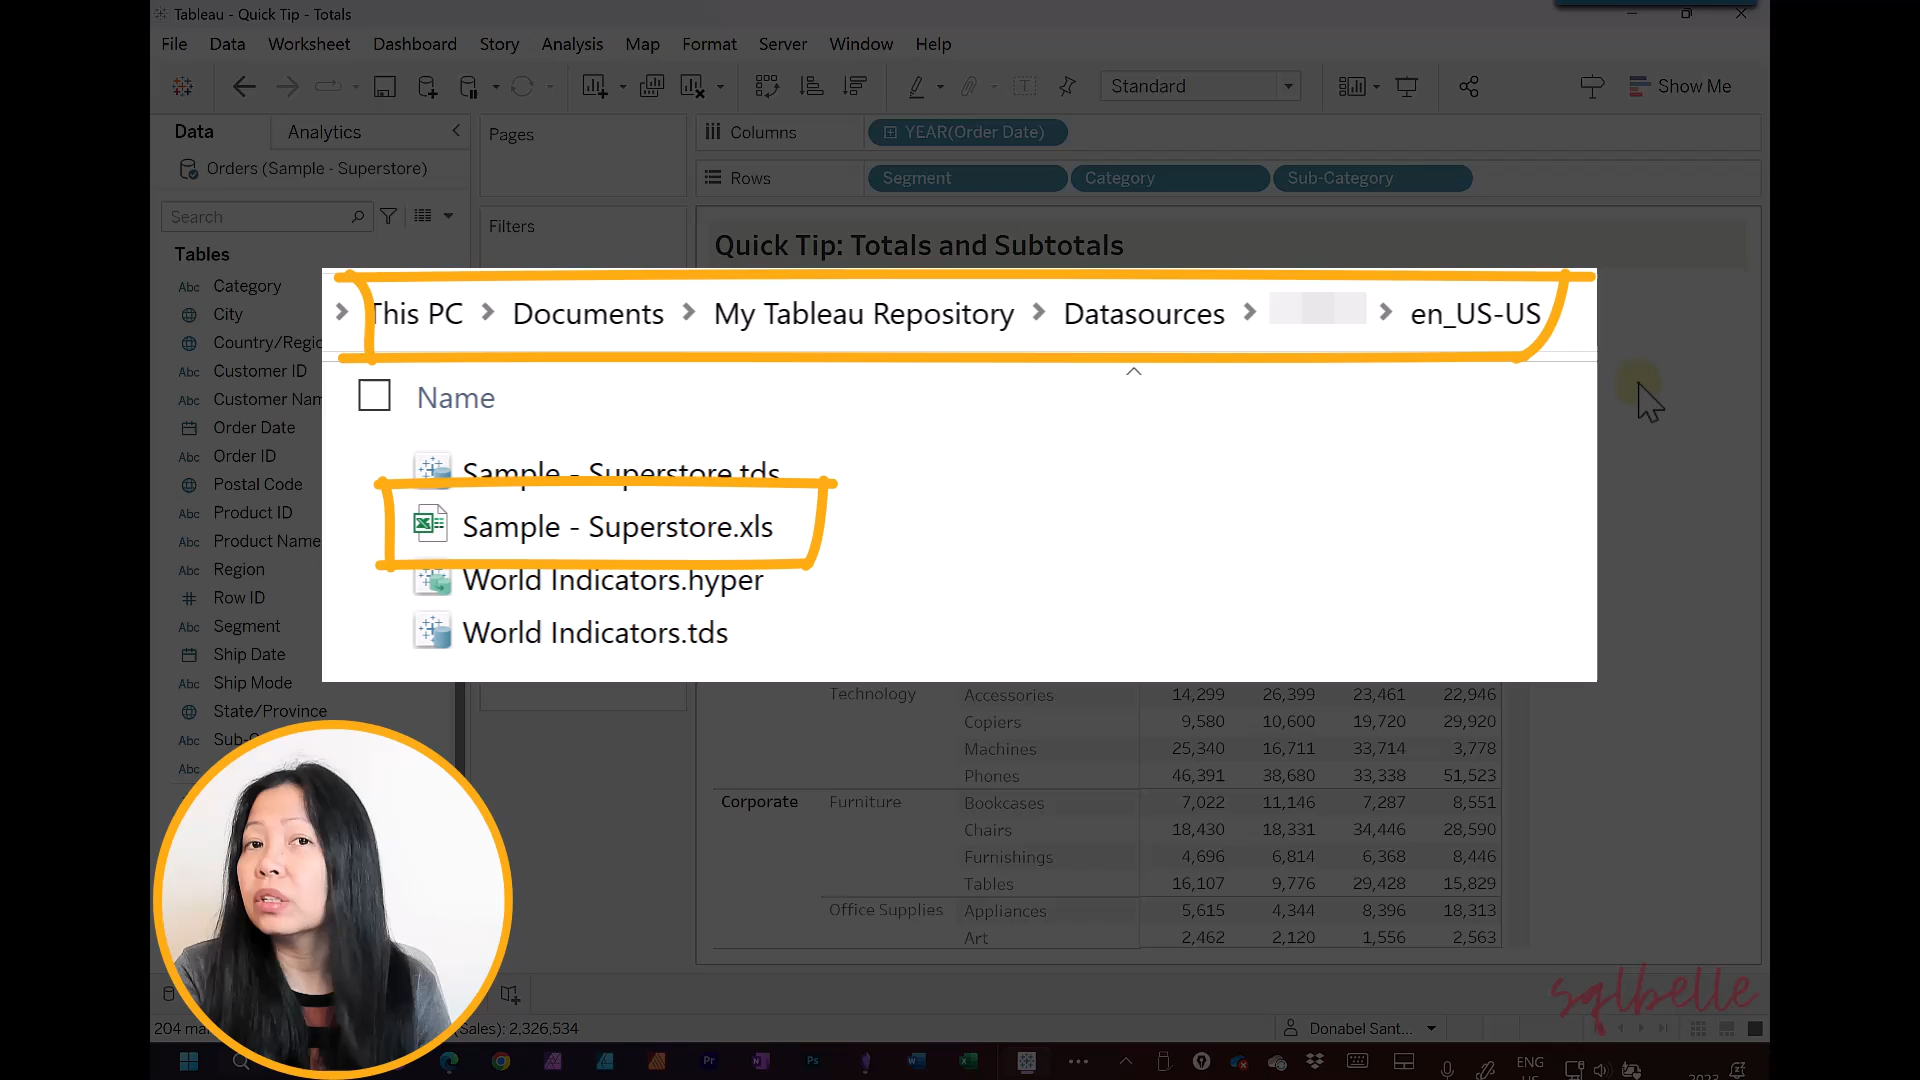 Tableau - Quick Tip - Totals
File Data Worksheet Dashboard Story Analysis Map Format Server Window Help
Standard
Show Me
Data Analytics
Orders (Sample - Superstore)
Search
Tables
Category
City
Country/Regio
Customer ID
Customer Nam
Order Date
Order ID
Postal Code
Product ID
Product Name
Region
Row ID
Segment
Ship Date
Ship Mode
State/Province
Abc Sub-C
Pages
Filters
Columns YEAR(Order Date)
Rows Segment Category Sub-Category
Quick Tip: Totals and Subtotals
This PC Documents My Tableau Repository Datasources en_US-US
Name
Sample - Superstore.tds
Sample - Superstore.xls
World Indicators.hyper
World Indicators.tds
Technology Accessories 14,299 26,399 23,461 22,946
Copiers 9,580 10,600 19,720 29,920
Machines 25,340 16,711 33,714 3,778
Phones 46,391 38,680 33,338 51,523
Corporate Furniture Bookcases 7,022 11,146 7,287 8,551
Chairs 18,430 18,331 34,446 28,590
Furnishings 4,696 6,814 6,368 8,446
Tables 16,107 9,776 29,428 15,829
Office Supplies Appliances 5,615 4,344 8,396 18,313
Art 2,462 2,120 1,556 2,563
sqlbelle
204 ma
Sales): 2,326,534
Donabel Sant...
ENG
US
2023